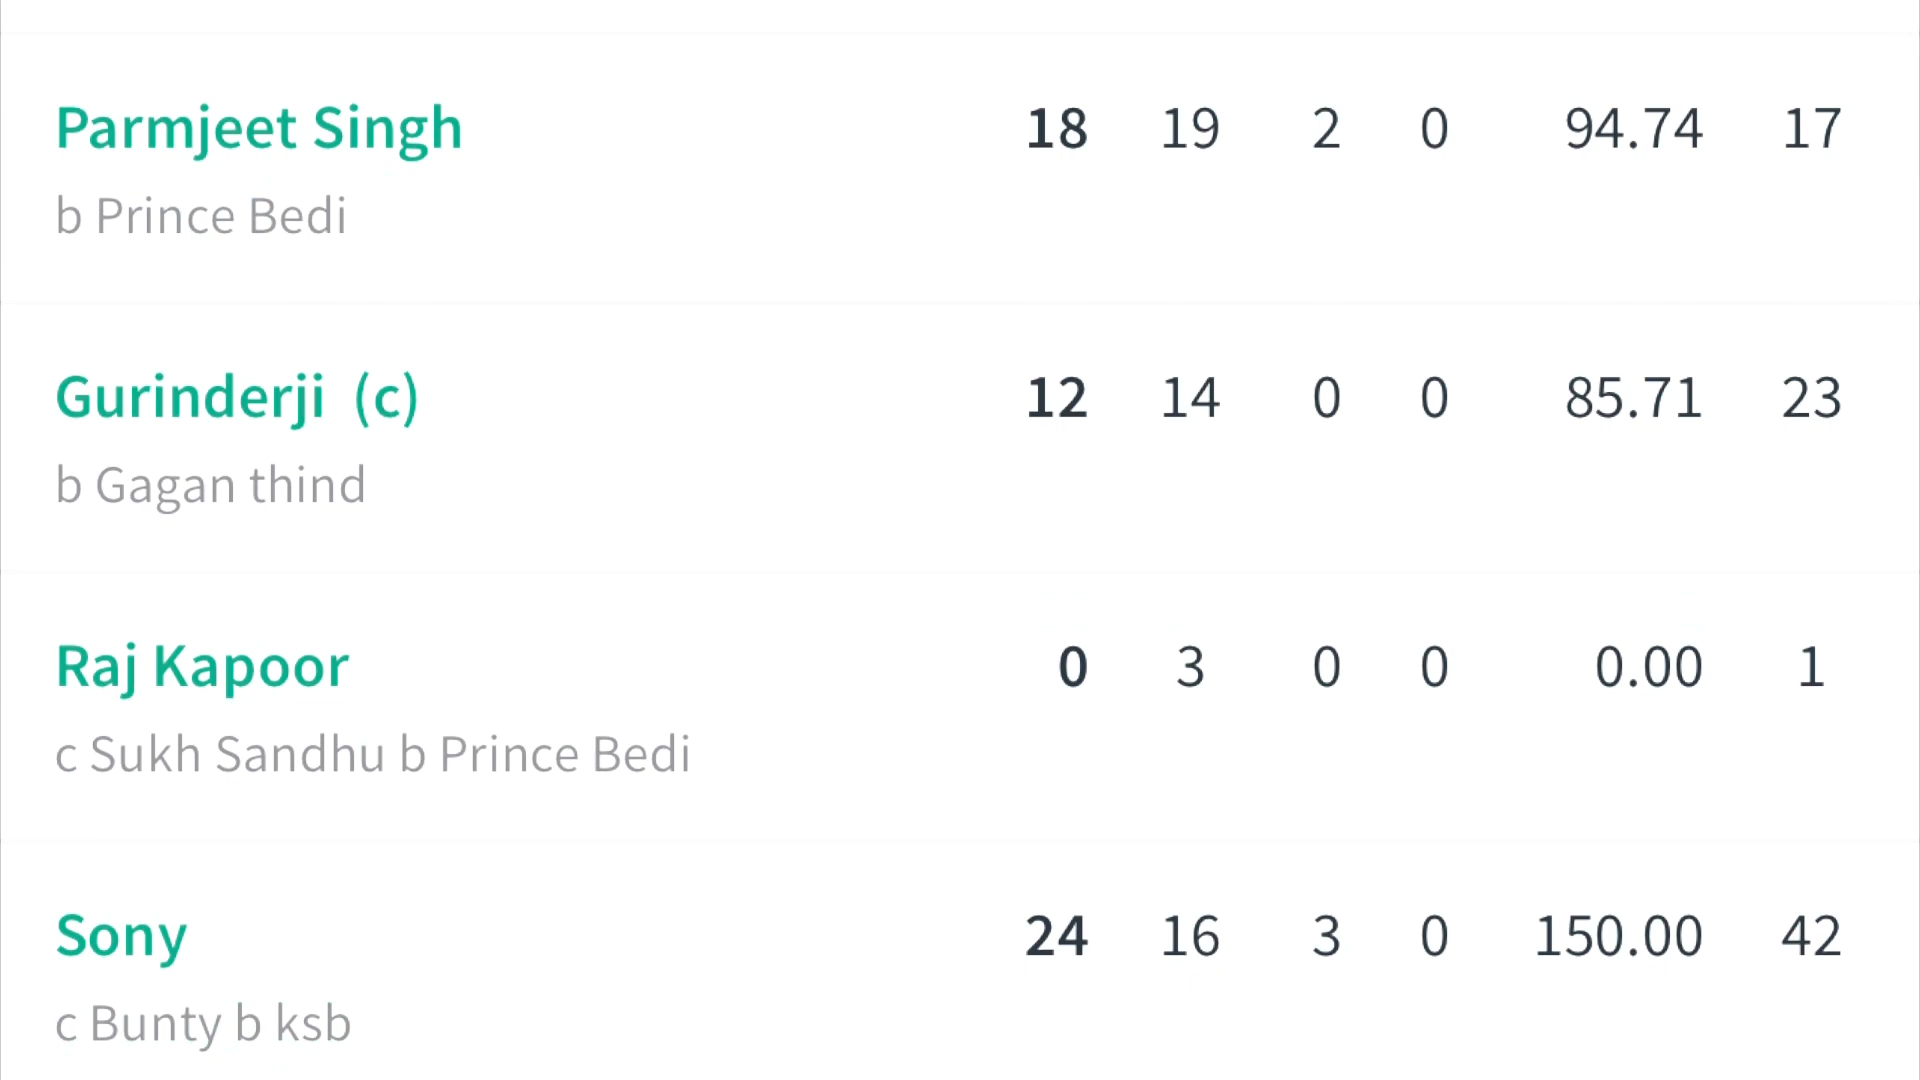 Parmjeet Singh 18 19 2 0 94.74 17
b Prince Bedi
Gurinderji (c) 12 14 0 0 85.71 23
b Gagan thind
Raj Kapoor 0 3 0 0 0.00 1
c Sukh Sandhu b Prince Bedi
Sony 24 16 3 0 150.00 42
c Bunty b ksb